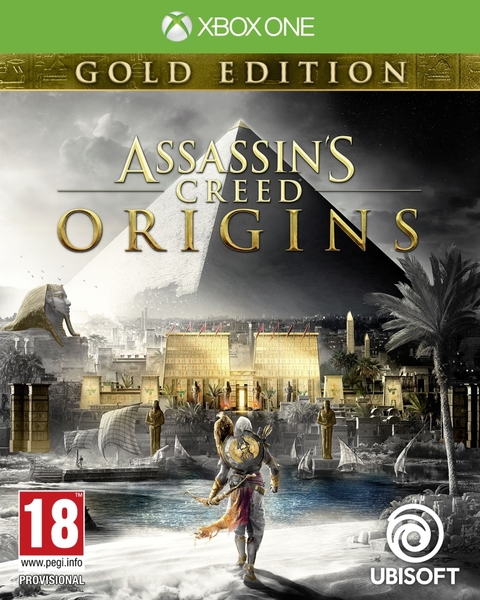 XBOX ONE
GOLD EDITION
ASSASSIN'S
CREED
ORIGINS
18
www.pegi.info
PROVISIONAL
UBISOFT